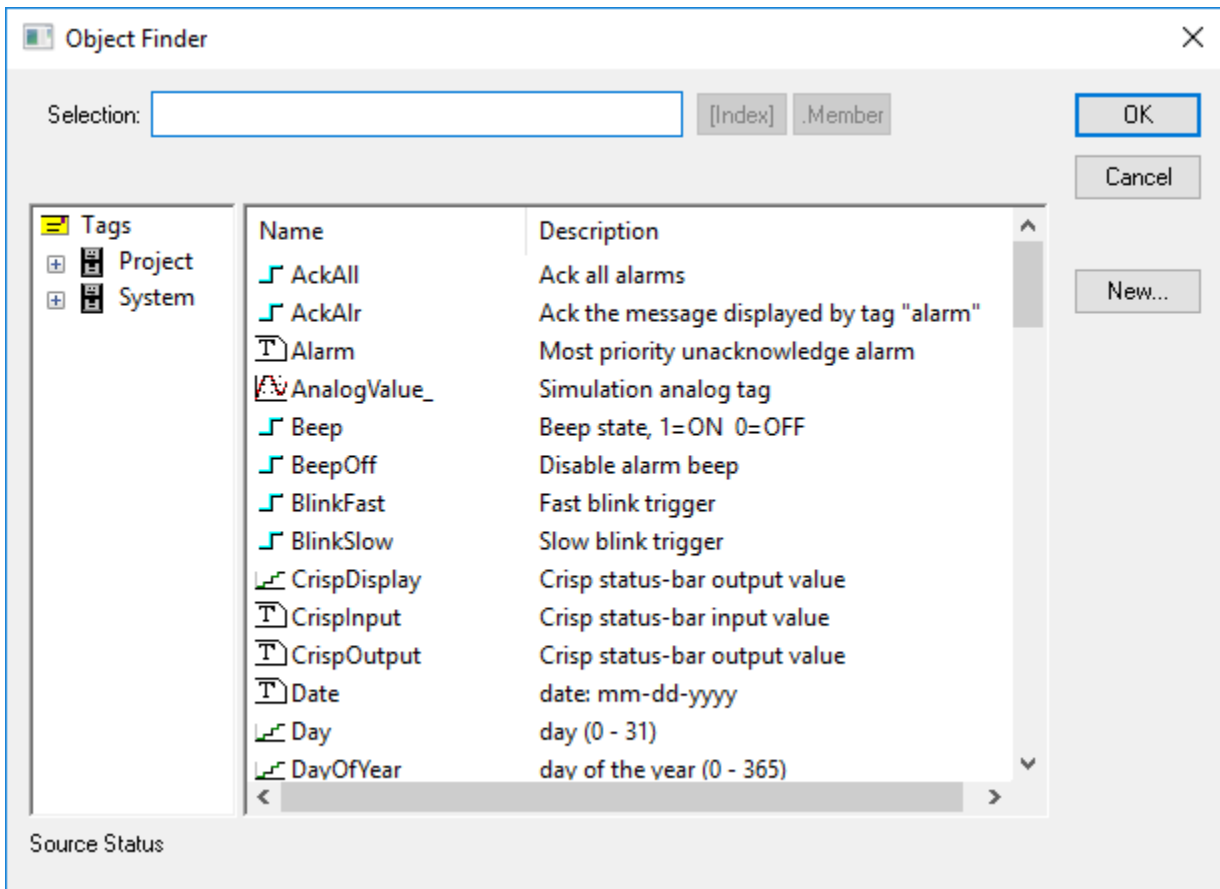 Object Finder
Selection: [Index] .Member OK
Cancel
New...
Tags
Project
System
Name Description
AckAll Ack all alarms
AckAlr Ack the message displayed by tag "alarm"
Alarm Most priority unacknowledge alarm
AnalogValue_ Simulation analog tag
Beep Beep state, 1=ON 0=OFF
BeepOff Disable alarm beep
BlinkFast Fast blink trigger
BlinkSlow Slow blink trigger
CrispDisplay Crisp status-bar output value
CrispInput Crisp status-bar input value
CrispOutput Crisp status-bar output value
Date date: mm-dd-yyyy
Day day (0 - 31)
DayOfYear day of the year (0 - 365)
Source Status